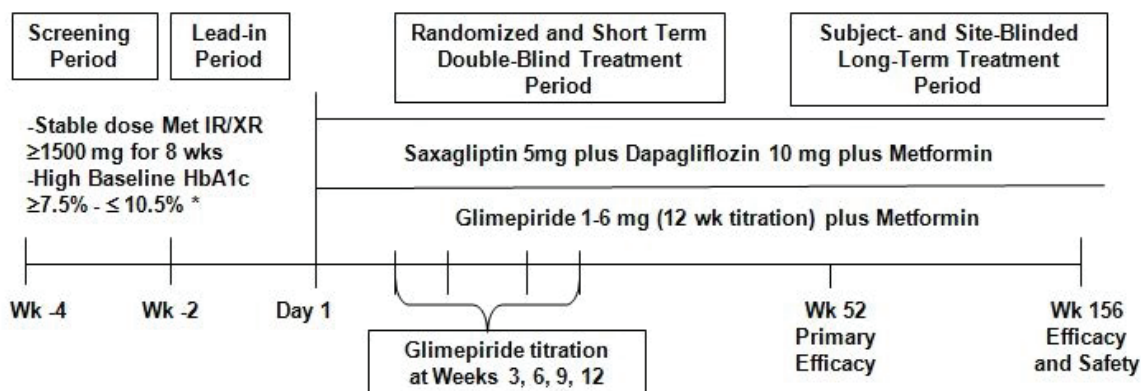 Screening
Period
Lead-in
Period
Randomized and Short Term
Double-Blind Treatment
Period
Subject- and Site-Blinded
Long-Term Treatment
Period
-Stable dose Met IR/XR
≥1500 mg for 8 wks
-High Baseline HbA1c
≥7.5% - ≤ 10.5% *
Saxagliptin 5mg plus Dapagliflozin 10 mg plus Metformin
Glimepiride 1-6 mg (12 wk titration) plus Metformin
Wk -4
Wk -2
Day 1
Wk 52
Primary
Efficacy
Wk 156
Efficacy
and Safety
Glimepiride titration
at Weeks 3, 6, 9, 12